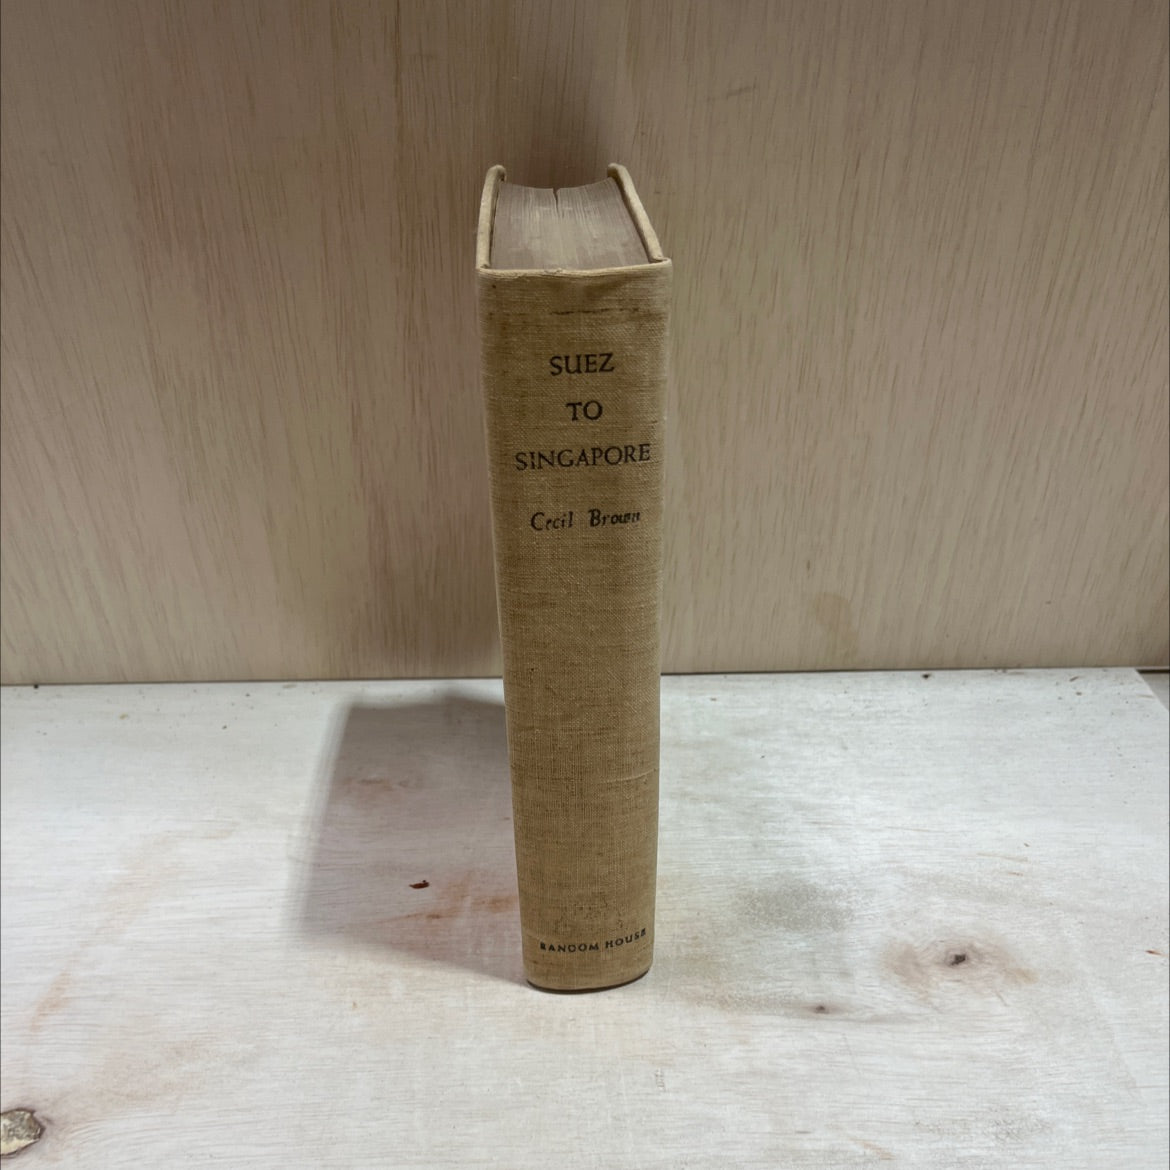 SUEZ
TO
SINGAPORE
Cecil Brown
RANDOM HOUSE